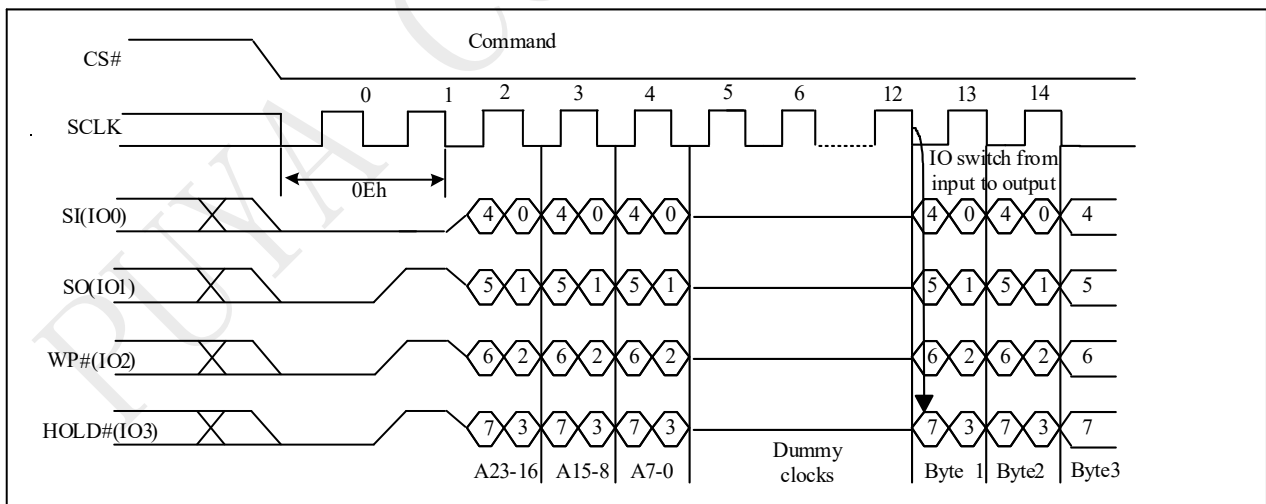 Command
CS#
0 1 2 3 4 5 6 12 13 14
SCLK
IO switch from
input to output
0Eh
SI(IO0) 4 0 4 0 4 0 4 0 4 0 4
SO(IO1) 5 1 5 1 5 1 5 1 5 1 5
WP#(IO2) 6 2 6 2 6 2 6 2 6 2 6
HOLD#(IO3) 7 3 7 3 7 3 7 3 7 3 7
Dummy
clocks
A23-16 A15-8 A7-0 Byte 1 Byte2 Byte3
PUYA CO